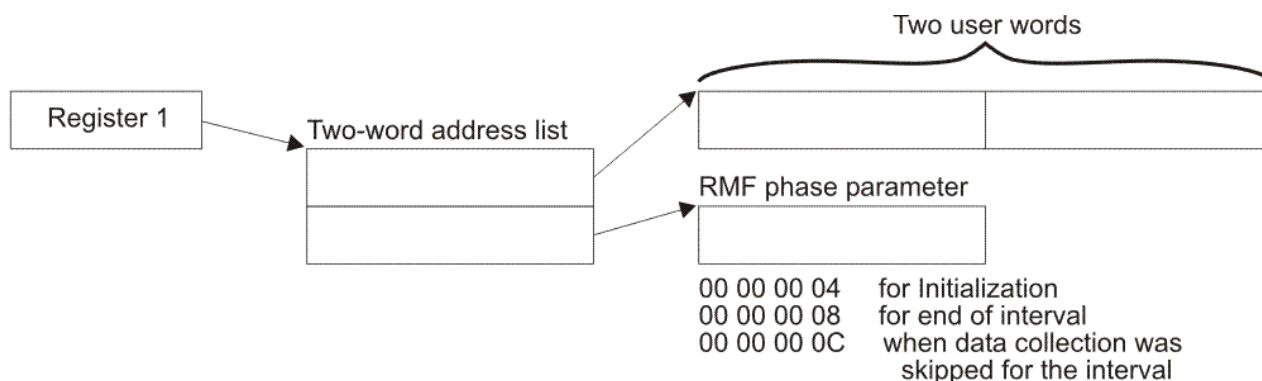 Two user words
Register 1
Two-word address list
RMF phase parameter
00 00 00 04 for Initialization
00 00 00 08 for end of interval
00 00 00 0C when data collection was
skipped for the interval